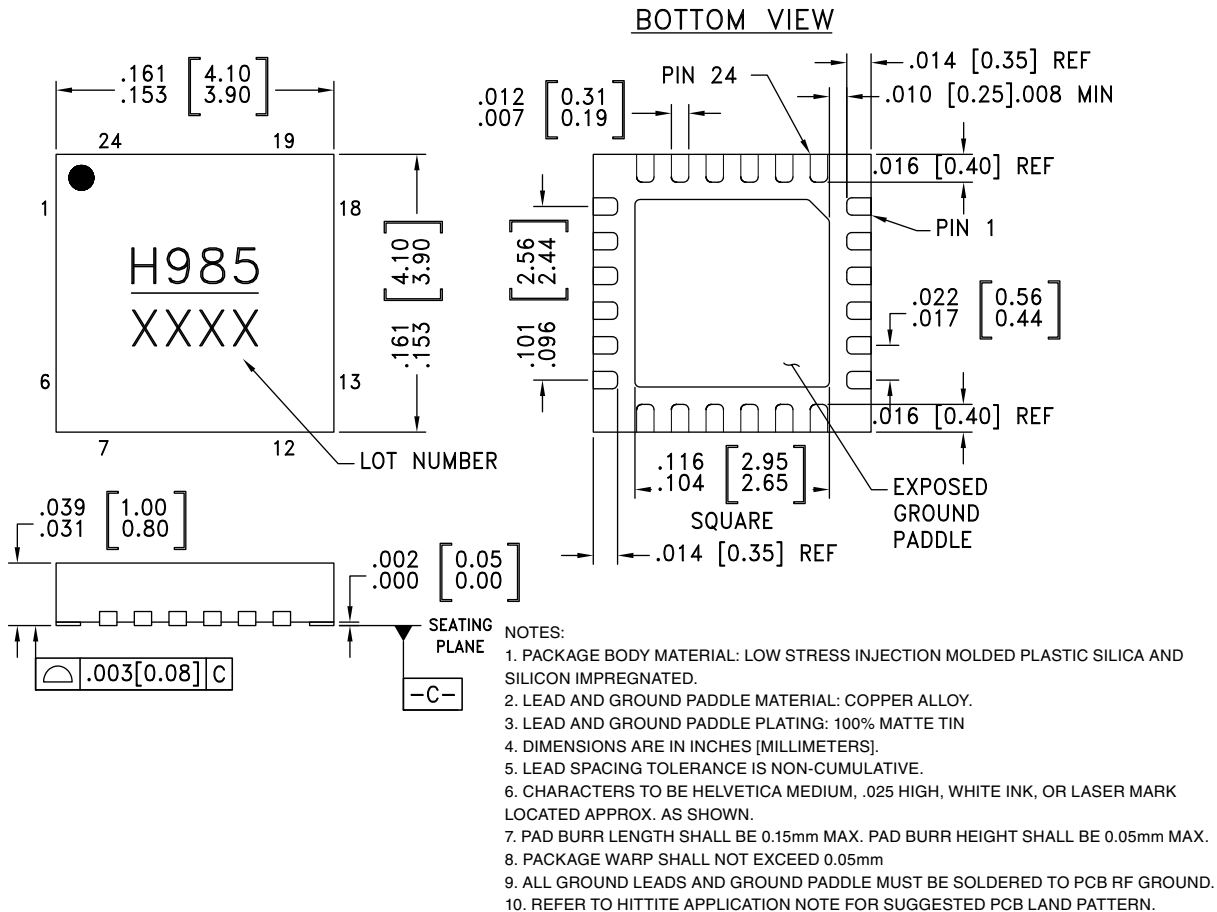 BOTTOM VIEW
.161 [4.10]
.153 [3.90]
24 19
1 18
H985
XXXX
6 13
7 12
LOT NUMBER
.161 [4.10]
.153 [3.90]
PIN 24
.014 [0.35] REF
.012 [0.31]
.007 [0.19]
.010 [0.25].008 MIN
.016 [0.40] REF
PIN 1
.101 [2.56]
.096 [2.44]
.022 [0.56]
.017 [0.44]
.016 [0.40] REF
.116 [2.95]
.104 [2.65]
SQUARE
EXPOSED
GROUND
PADDLE
.014 [0.35] REF
.039 [1.00]
.031 [0.80]
.002 [0.05]
.000 [0.00]
SEATING
PLANE
.003[0.08] C
-C-
NOTES:
1. PACKAGE BODY MATERIAL: LOW STRESS INJECTION MOLDED PLASTIC SILICA AND
SILICON IMPREGNATED.
2. LEAD AND GROUND PADDLE MATERIAL: COPPER ALLOY.
3. LEAD AND GROUND PADDLE PLATING: 100% MATTE TIN
4. DIMENSIONS ARE IN INCHES [MILLIMETERS].
5. LEAD SPACING TOLERANCE IS NON-CUMULATIVE.
6. CHARACTERS TO BE HELVETICA MEDIUM, .025 HIGH, WHITE INK, OR LASER MARK
LOCATED APPROX. AS SHOWN.
7. PAD BURR LENGTH SHALL BE 0.15mm MAX. PAD BURR HEIGHT SHALL BE 0.05mm MAX.
8. PACKAGE WARP SHALL NOT EXCEED 0.05mm
9. ALL GROUND LEADS AND GROUND PADDLE MUST BE SOLDERED TO PCB RF GROUND.
10. REFER TO HITTITE APPLICATION NOTE FOR SUGGESTED PCB LAND PATTERN.